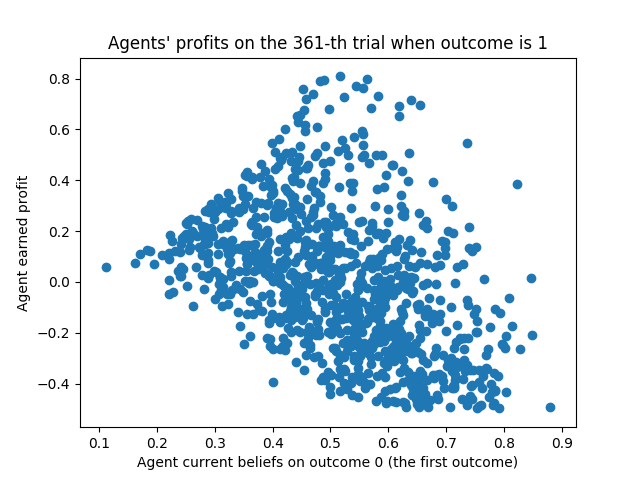 Agents' profits on the 361-th trial when outcome is 1
Agent earned profit
0.8
0.6
0.4
0.2
0.0
−0.2
−0.4
0.1 0.2 0.3 0.4 0.5 0.6 0.7 0.8 0.9
Agent current beliefs on outcome 0 (the first outcome)